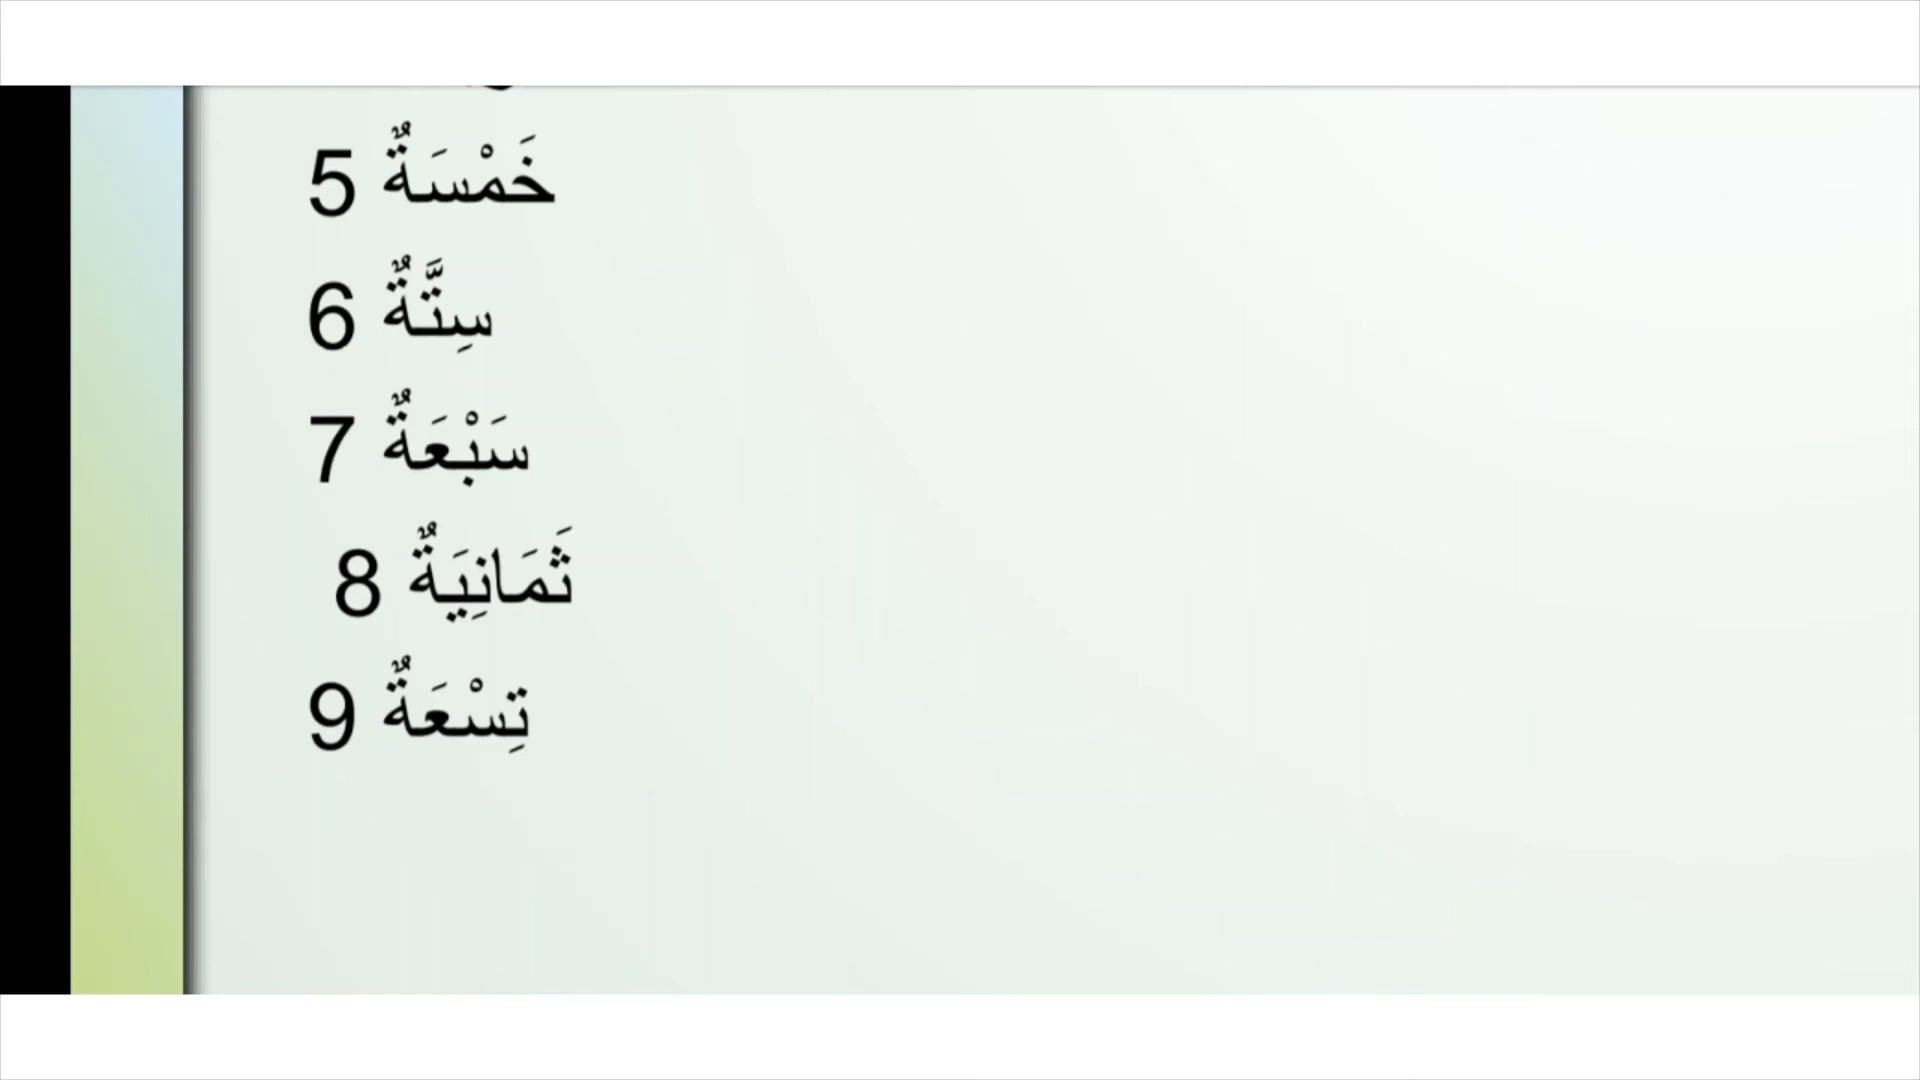 خَمْسَةٌ 5
سِتَّةٌ 6
سَبْعَةٌ 7
ثَمَانِيَةٌ 8
تِسْعَةٌ 9